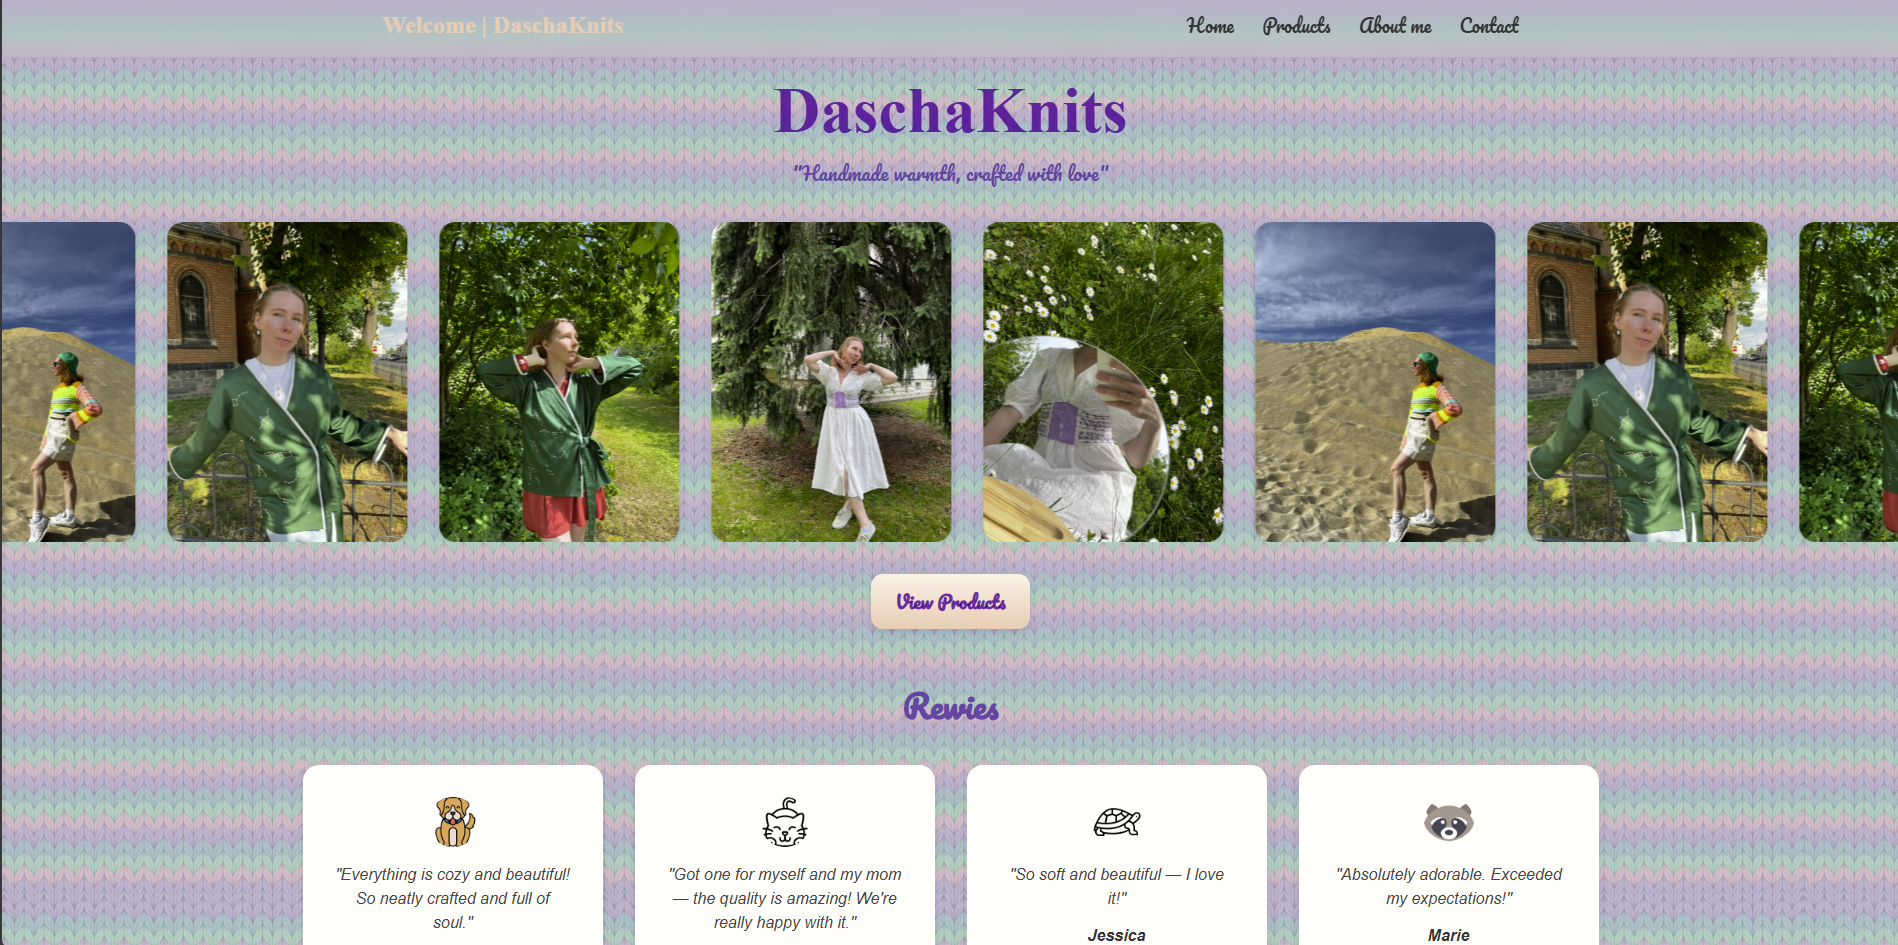 Welcome | DaschaKnits
Home Products About me Contact
DaschaKnits
"Handmade warmth, crafted with love"
View Products
Rewies
"Everything is cozy and beautiful!
So neatly crafted and full of
soul."
"Got one for myself and my mom
— the quality is amazing! We're
really happy with it."
"So soft and beautiful — I love
it!"
Jessica
"Absolutely adorable. Exceeded
my expectations!"
Marie